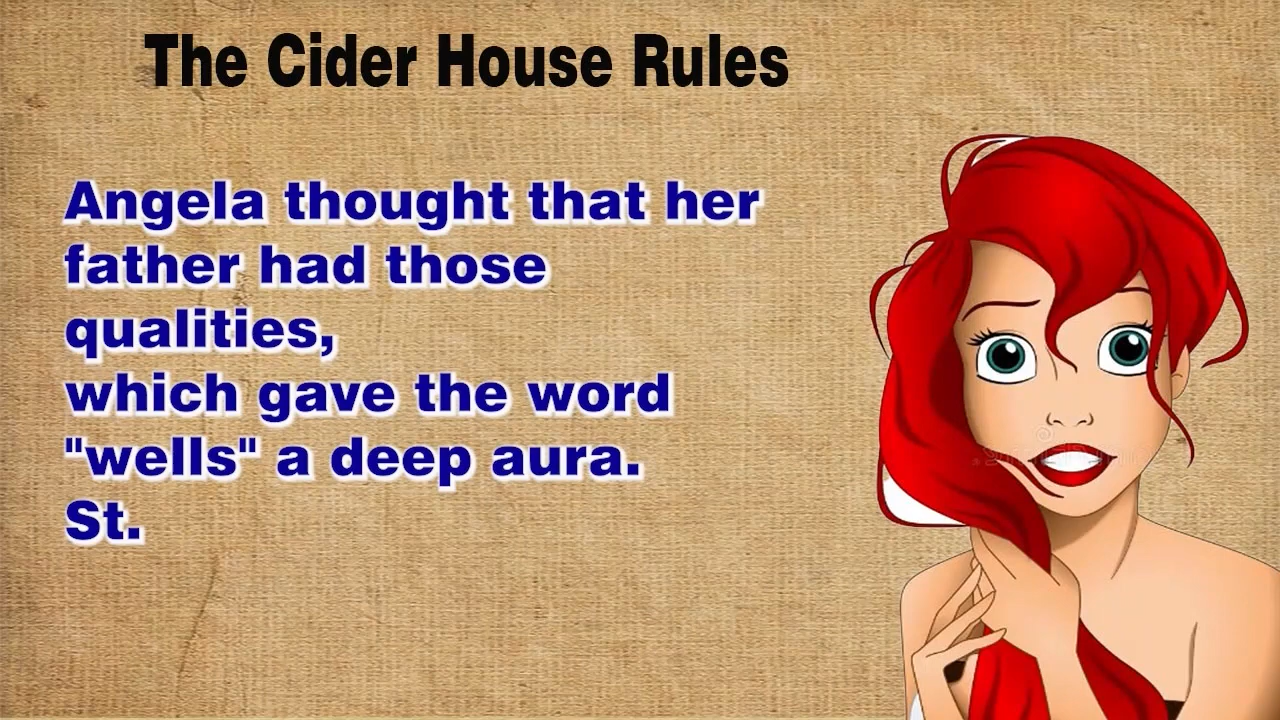 The Cider House Rules
Angela thought that her
father had those
qualities,
which gave the word
"wells" a deep aura.
St.